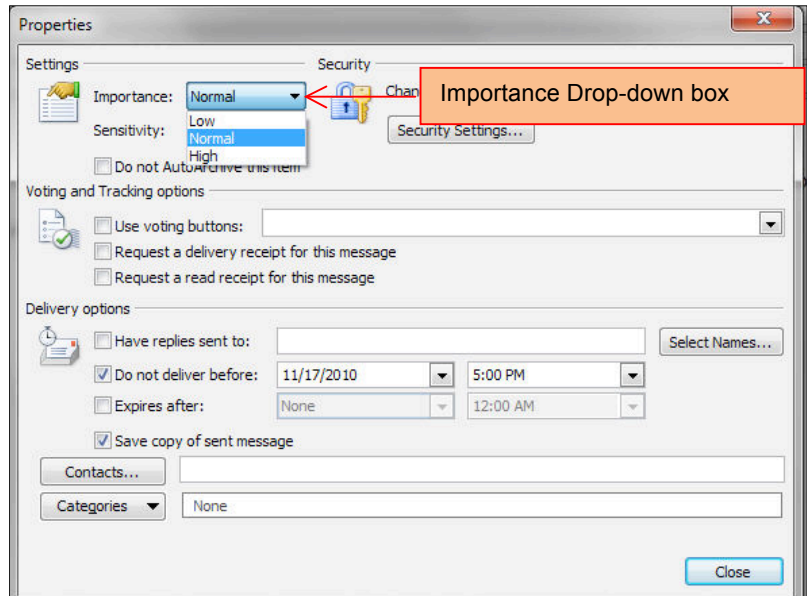 Properties
Settings
Security
Importance: Normal
Chan
Importance Drop-down box
Low
Sensitivity: Normal
Security Settings...
High
Do not AutoArchive this item
Voting and Tracking options
Use voting buttons:
Request a delivery receipt for this message
Request a read receipt for this message
Delivery options
Have replies sent to:
Select Names...
Do not deliver before: 11/17/2010 5:00 PM
Expires after: None 12:00 AM
Save copy of sent message
Contacts...
Categories None
Close